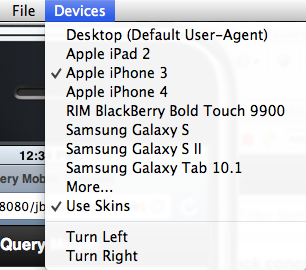 File Devices
Desktop (Default User-Agent)
Apple iPad 2
✓ Apple iPhone 3
Apple iPhone 4
RIM BlackBerry Bold Touch 9900
Samsung Galaxy S
Samsung Galaxy S II
Samsung Galaxy Tab 10.1
More...
✓ Use Skins
Turn Left
Turn Right
12:3
ery Mob
8080/jb
Query M